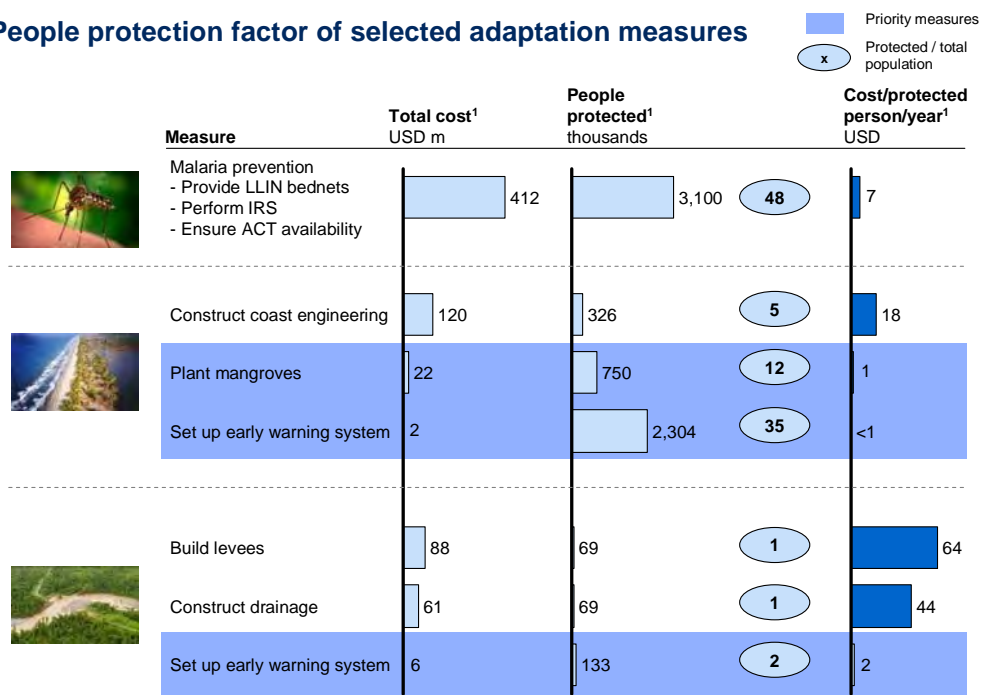 People protection factor of selected adaptation measures
Priority measures
x
Protected / total
population
Measure
Total cost1
USD m
People
protected1
thousands
Cost/protected
person/year1
USD
Malaria prevention
- Provide LLIN bednets
- Perform IRS
- Ensure ACT availability
412
3,100
48
7
Construct coast engineering
120
326
5
18
Plant mangroves
22
750
12
1
Set up early warning system
2
2,304
35
<1
Build levees
88
69
1
64
Construct drainage
61
69
1
44
Set up early warning system
6
133
2
2